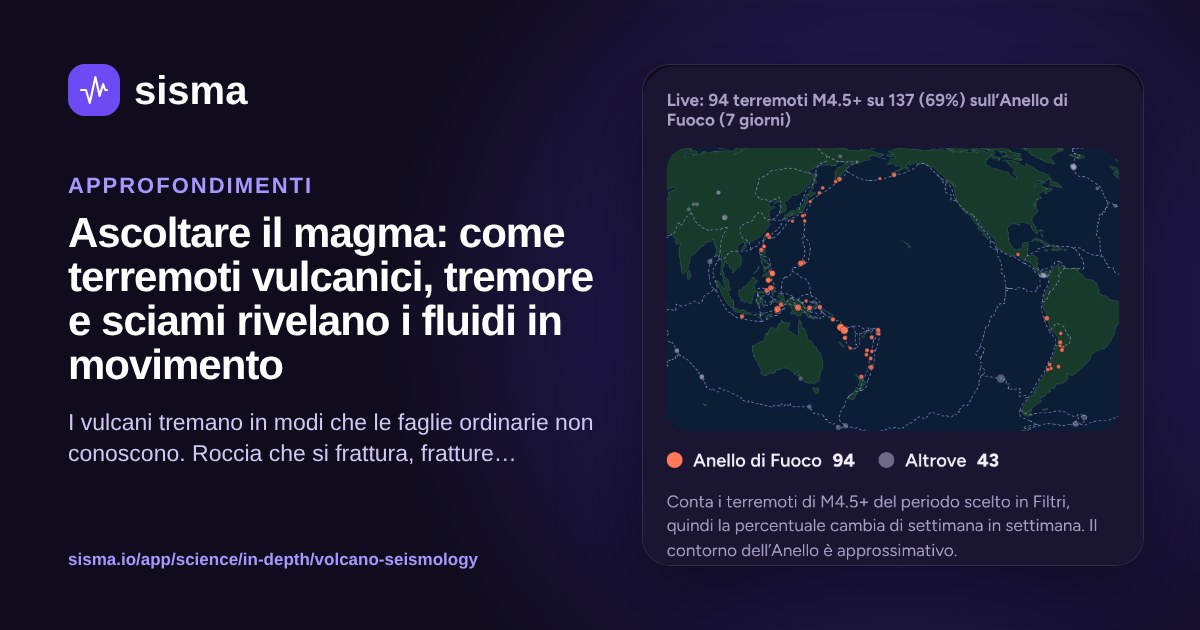 sisma
APPROFONDIMENTI
Ascoltare il magma: come
terremoti vulcanici, tremore
e sciami rivelano i fluidi in
movimento
I vulcani tremano in modi che le faglie ordinarie non
conoscono. Roccia che si frattura, fratture…
sisma.io/app/science/in-depth/volcano-seismology
Live: 94 terremoti M4.5+ su 137 (69%) sull’Anello di
Fuoco (7 giorni)
Anello di Fuoco 94 Altrove 43
Conta i terremoti di M4.5+ del periodo scelto in Filtri,
quindi la percentuale cambia di settimana in settimana. Il
contorno dell’Anello è approssimativo.